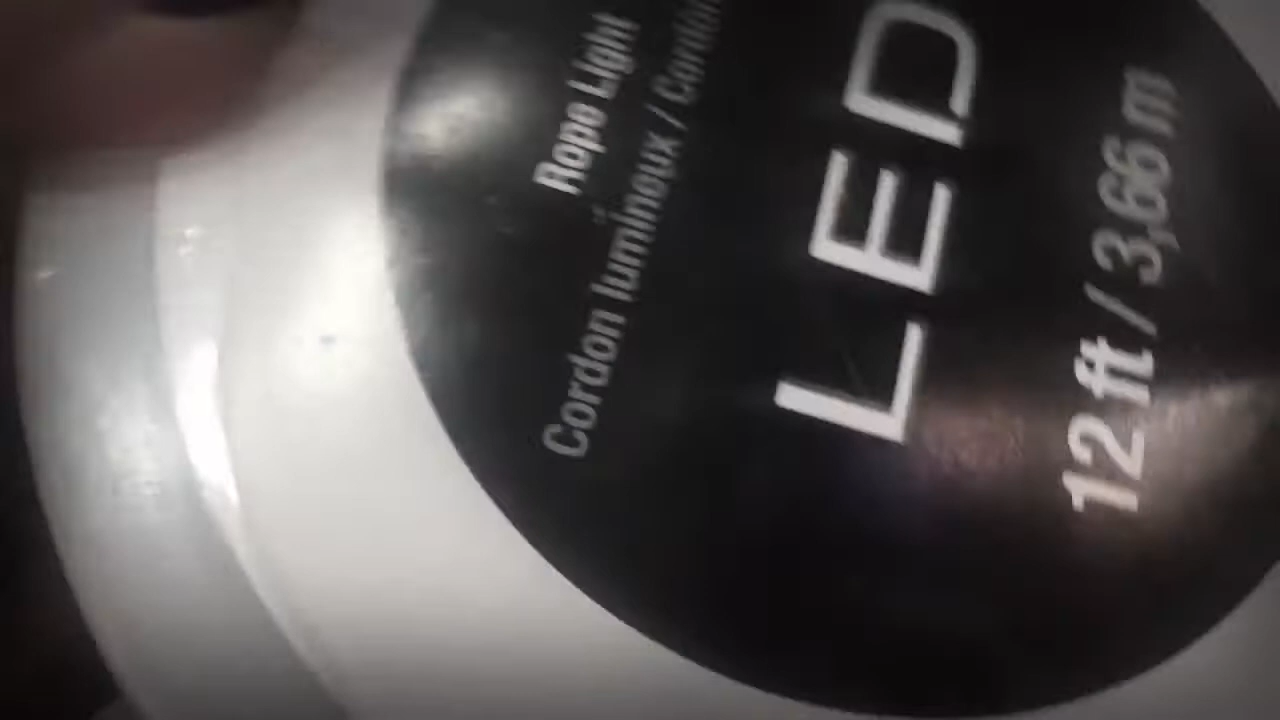 Rope Light
Cordon lumineux /
LED
12 ft / 3,66 m